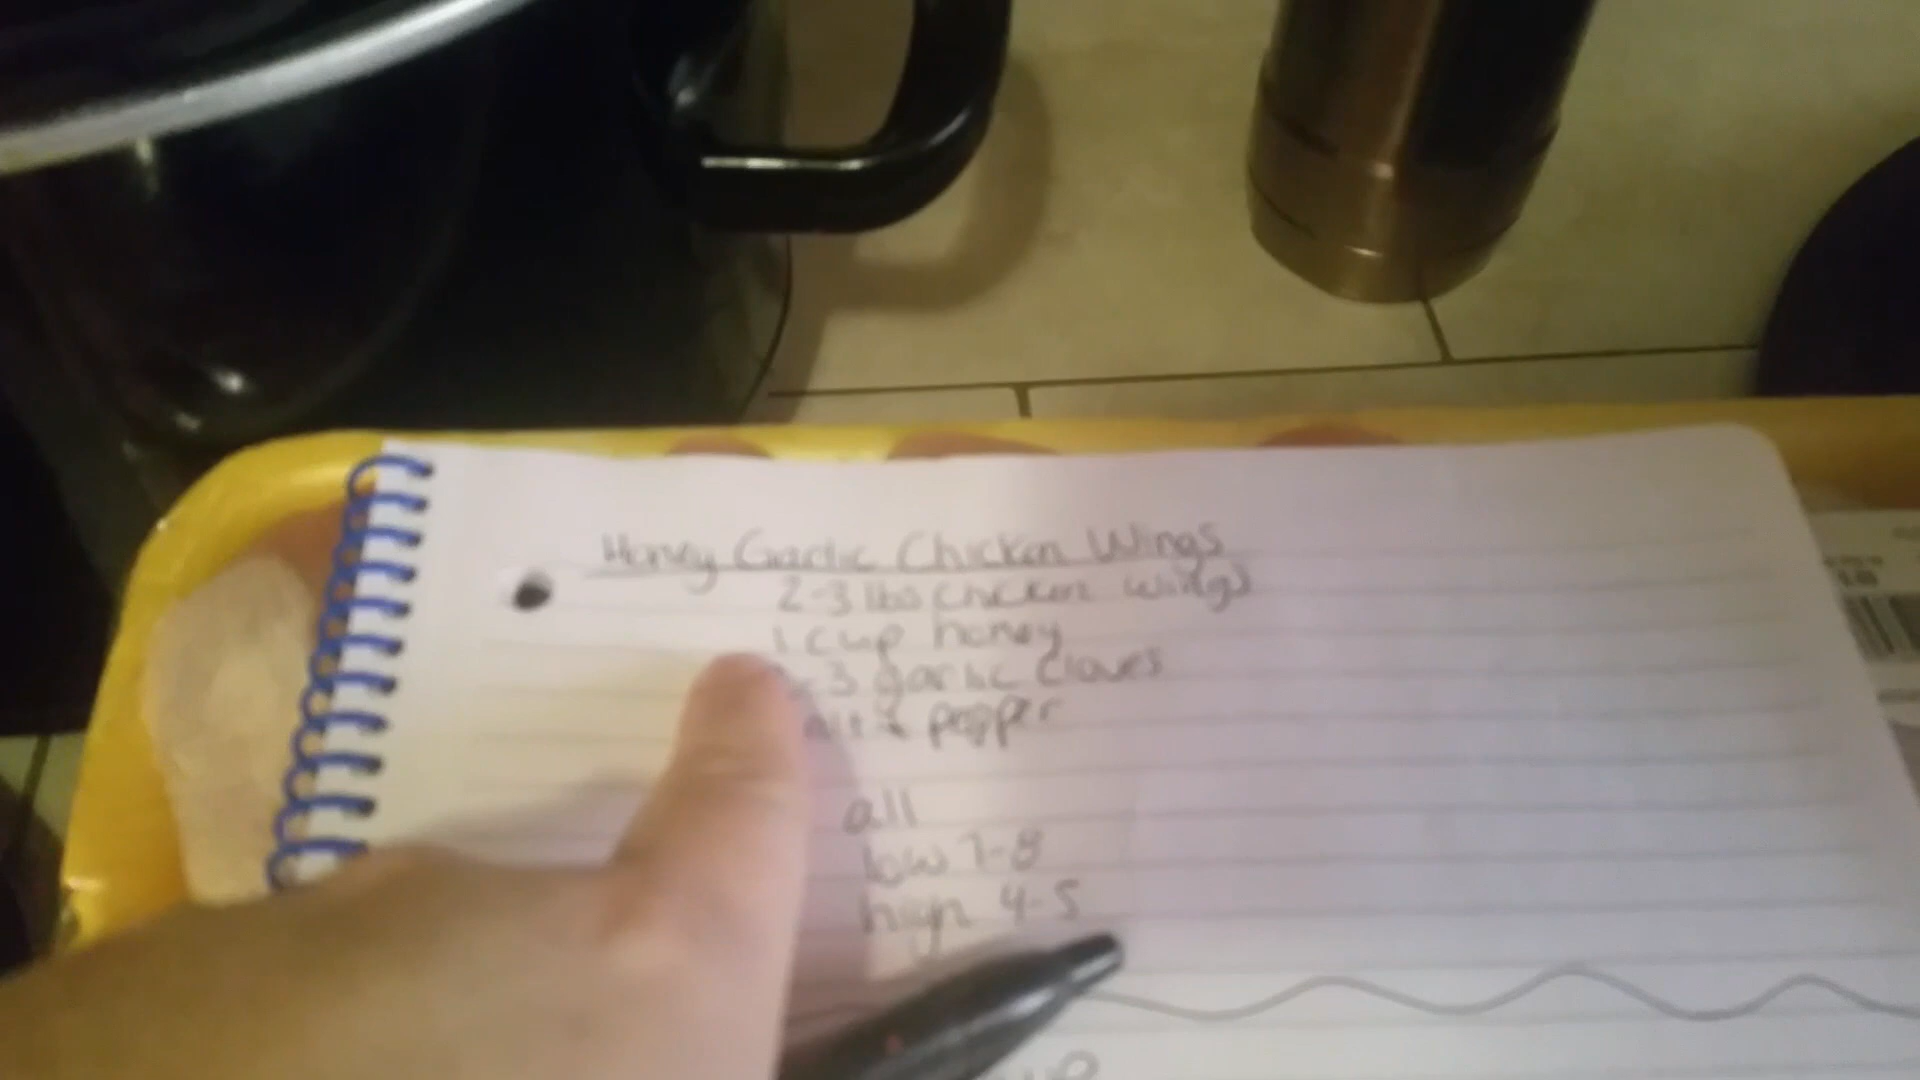 Honey Garlic Chicken Wings
2-3 lbs chicken wings
1 cup honey
3 garlic cloves
pepper
all
low 7-8
high 4-5